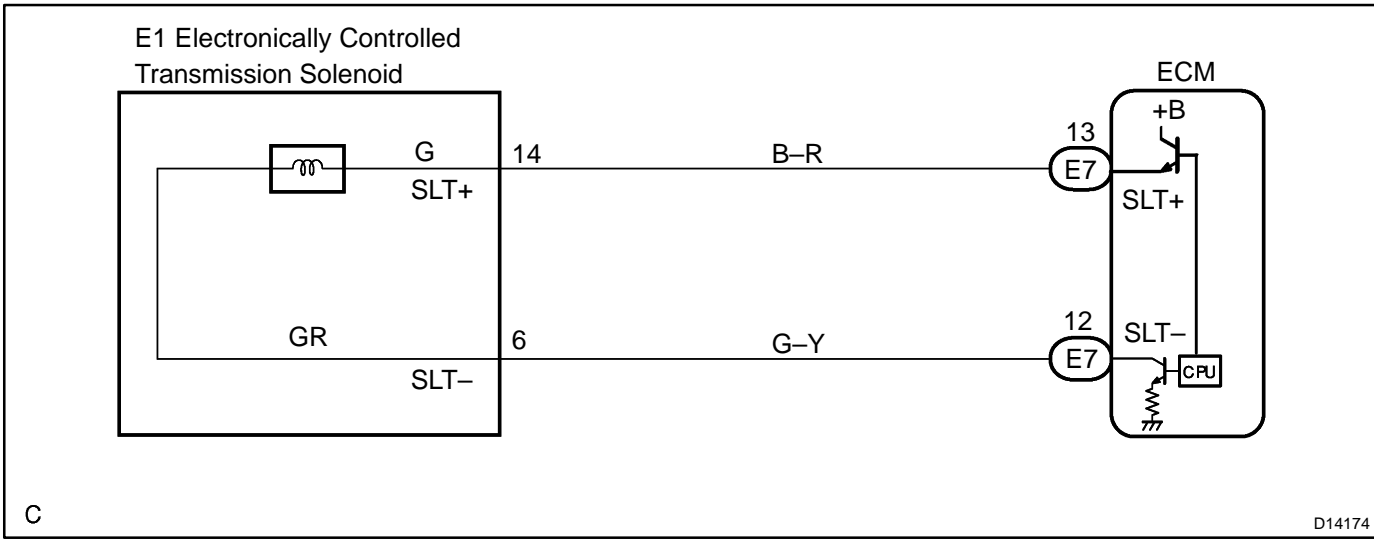 E1 Electronically Controlled
Transmission Solenoid
ECM
+B
G
14
B–R
13
E7
SLT+
SLT+
GR
6
G–Y
12
E7
SLT–
SLT–
CPU
C
D14174